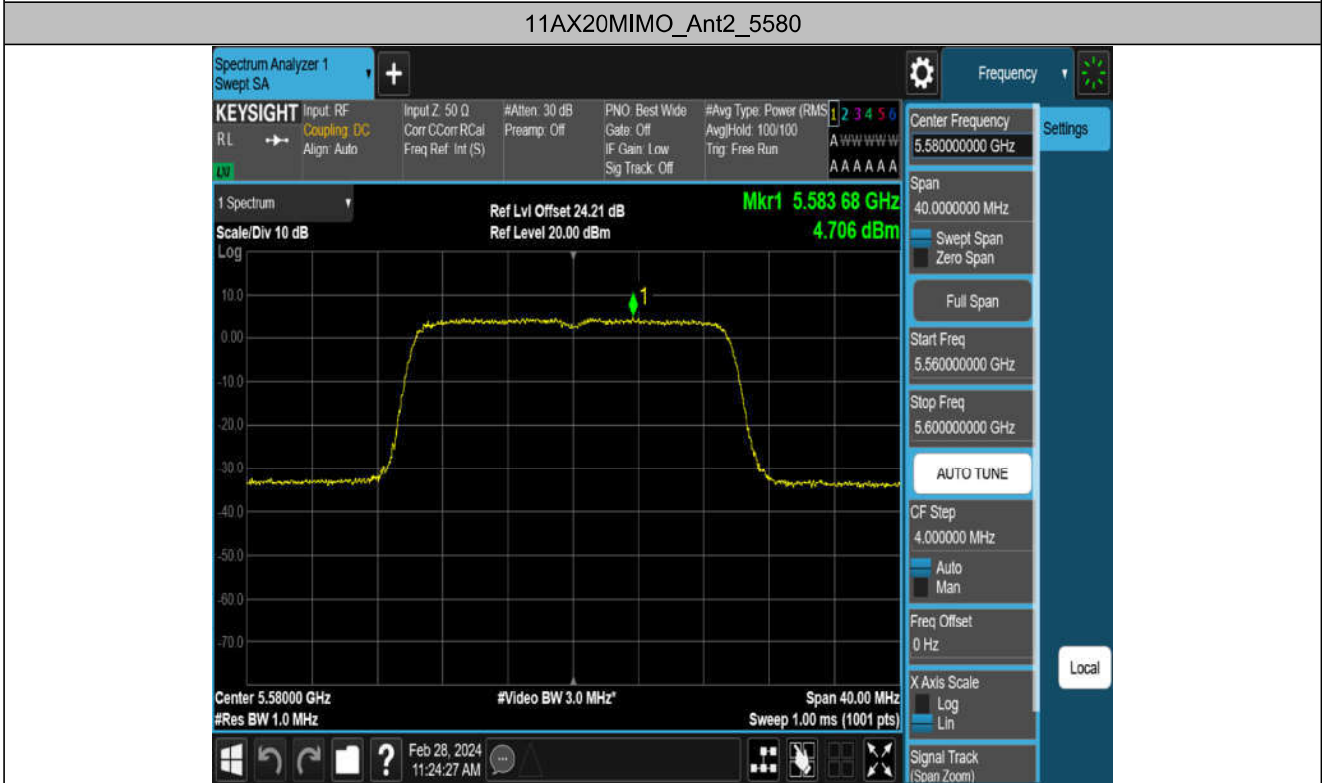 11AX20MIMO_Ant2_5580
Spectrum Analyzer 1
Swept SA
+
Frequency
KEYSIGHT
RL
LXI
Input: RF
Coupling: DC
Align: Auto
Input Z: 50 Ω
Corr CCorr RCal
Freq Ref: Int (S)
#Atten: 30 dB
Preamp: Off
PNO: Best Wide
Gate: Off
IF Gain: Low
Sig Track: Off
#Avg Type: Power (RMS
Avg|Hold: 100/100
Trig: Free Run
1 2 3 4 5 6
A W W W W W
A A A A A A
1 Spectrum
Scale/Div 10 dB
Log
Ref Lvl Offset 24.21 dB
Ref Level 20.00 dBm
Mkr1 5.583 68 GHz
4.706 dBm
1
10.0
0.00
-10.0
-20.0
-30.0
-40.0
-50.0
-60.0
-70.0
Center 5.58000 GHz
#Res BW 1.0 MHz
#Video BW 3.0 MHz*
Span 40.00 MHz
Sweep 1.00 ms (1001 pts)
?
Feb 28, 2024
11:24:27 AM
Center Frequency
5.580000000 GHz
Span
40.0000000 MHz
Swept Span
Zero Span
Full Span
Start Freq
5.560000000 GHz
Stop Freq
5.600000000 GHz
AUTO TUNE
CF Step
4.000000 MHz
Auto
Man
Freq Offset
0 Hz
X Axis Scale
Log
Lin
Signal Track
(Span Zoom)
Settings
Local